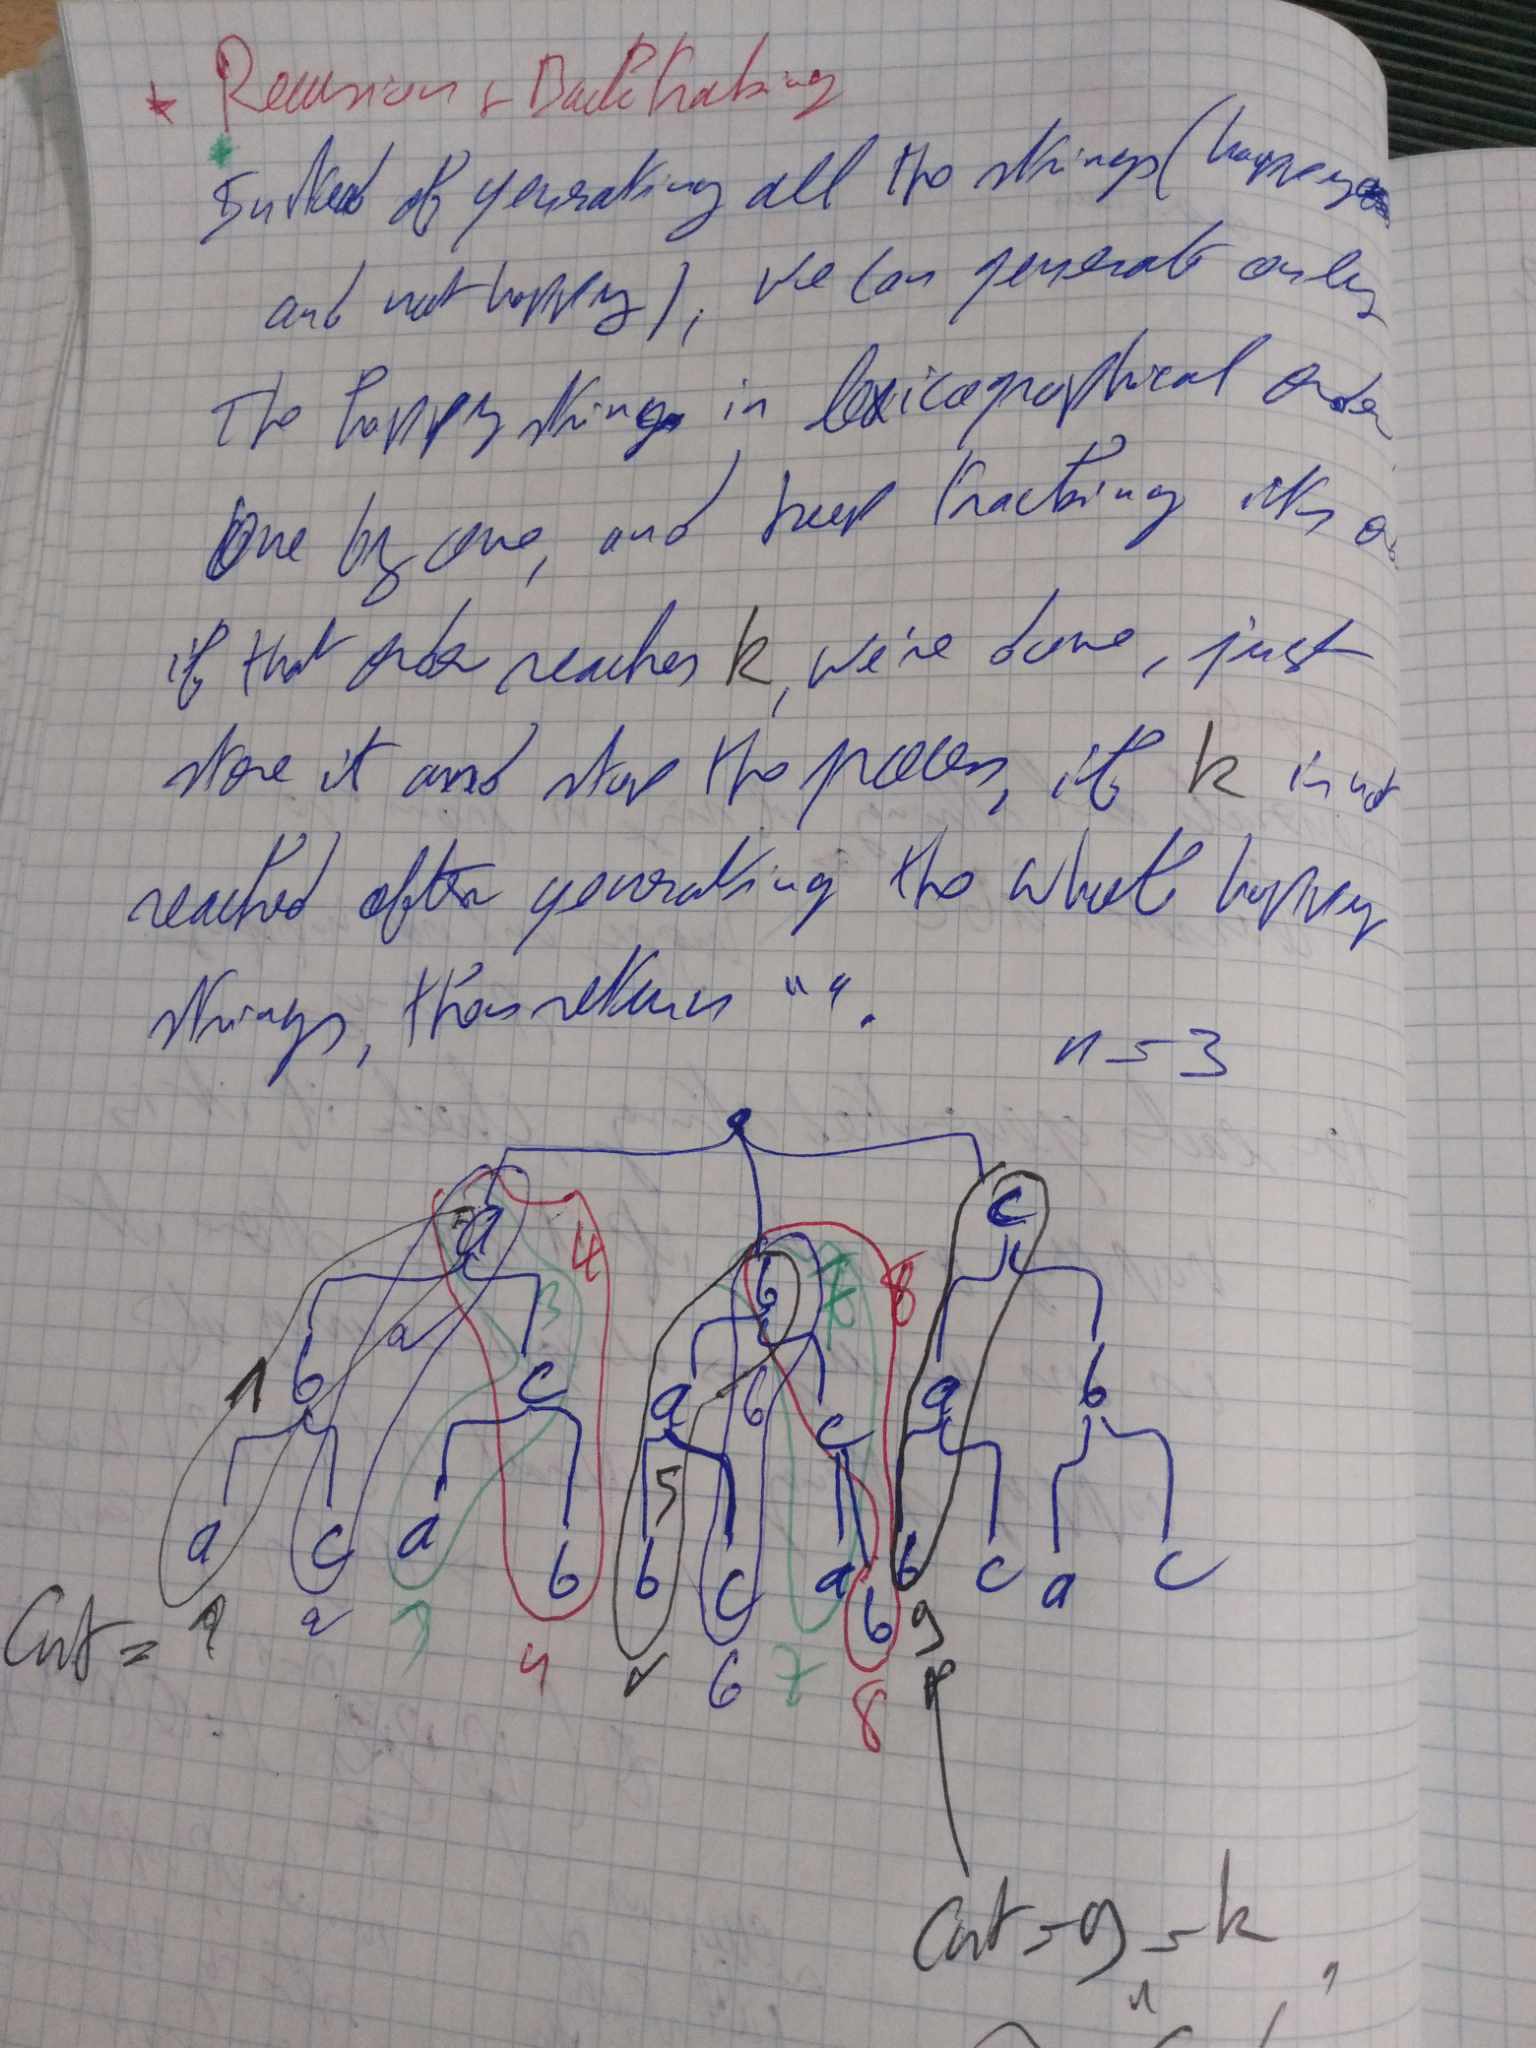 * Recursion & Backtracking
* Instead of generating all the strings (happy
and not happy), we can generate only
The happy strings in lexicographical order
One by one, and keep tracking its
if that order reaches k, we're done, just
store it and stop the process, if k is not
reached after generating the whole happy
strings, then return "".
n = 3
a b c
4 3 7 8
1 2 b c a 6 c a b
5
a c a b b c a b c a c
Cnt = 1 2 3 4 5 6 7 8 9
Cnt = 9 = k